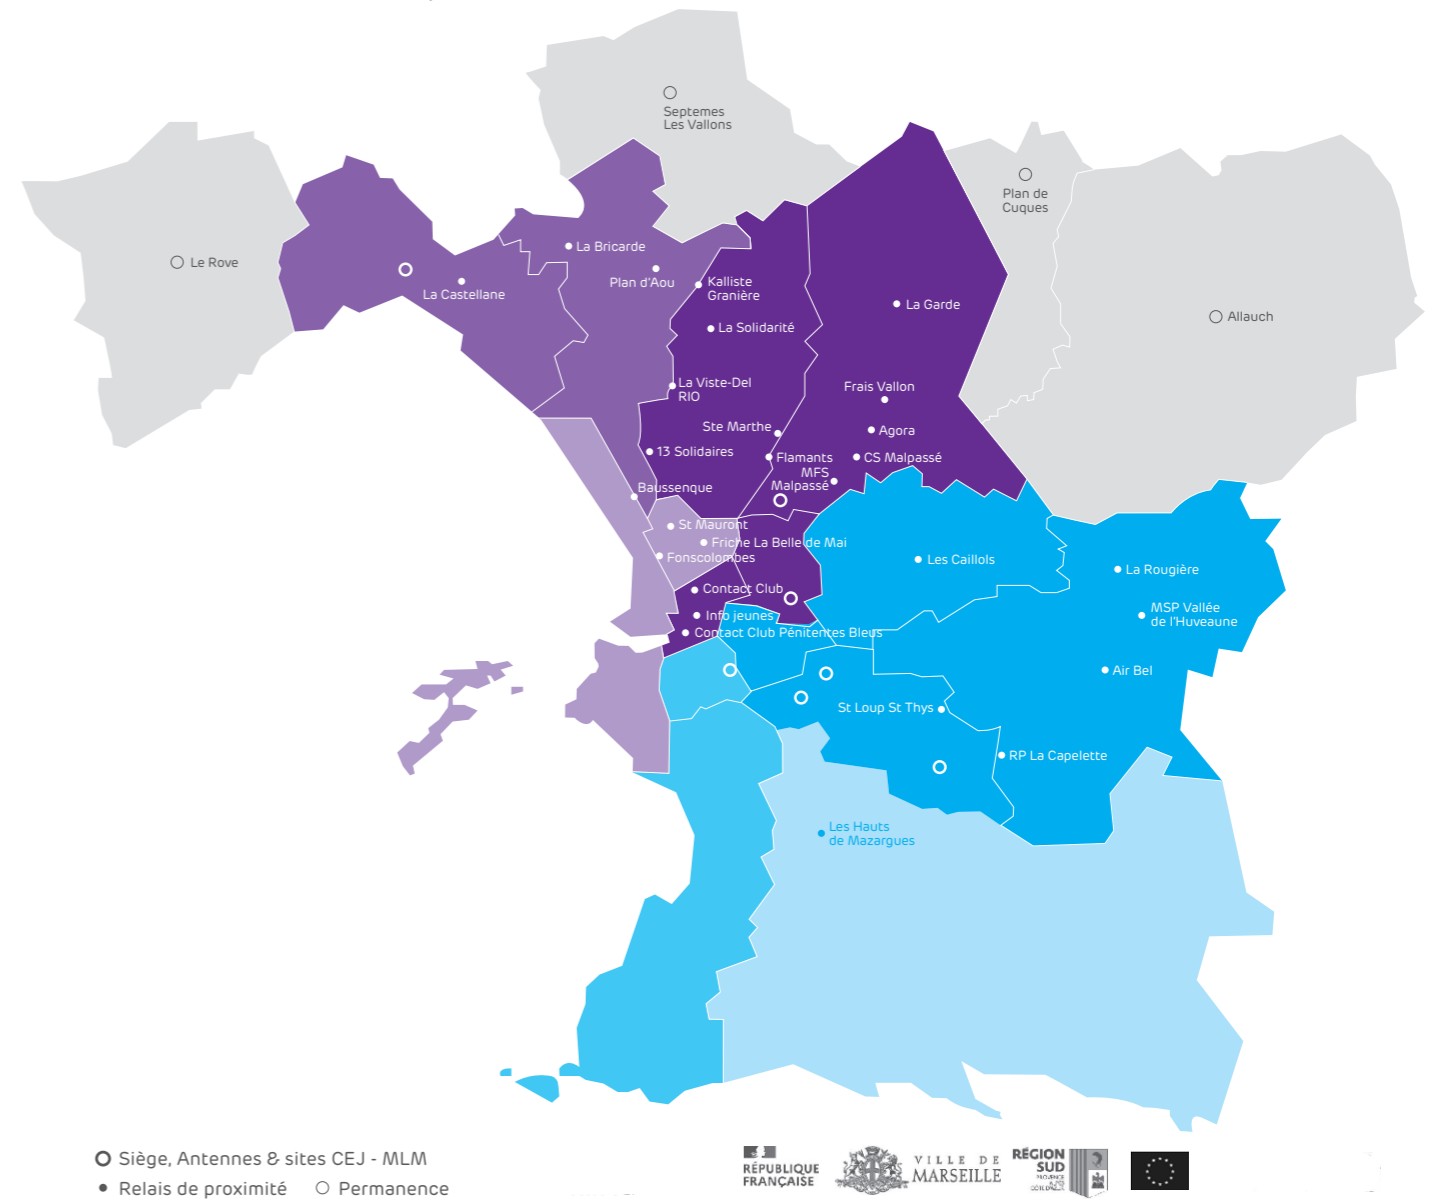 Septemes
Les Vallons
Plan de
Cuques
Le Rove
La Bricarde
Plan d'Aou
La Castellane
Kalliste
Granière
La Garde
Allauch
La Solidarité
La Viste-Del
RIO
Frais Vallon
Ste Marthe
Agora
13 Solidaires
Flamants
CS Malpassé
MFS
Malpassé
Baussenque
St Mauront
Friche La Belle de Mai
Fonscolombes
Les Caillols
La Rougière
Contact Club
Info jeunes
MSP Vallée
de l'Huveaune
Contact Club Pénitentes Bleus
Air Bel
St Loup St Thys
RP La Capelette
Les Hauts
de Mazargues
Siège, Antennes & sites CEJ - MLM
Relais de proximité
Permanence
RÉPUBLIQUE
FRANÇAISE
VILLE DE
MARSEILLE
RÉGION
SUD
PROVENCE